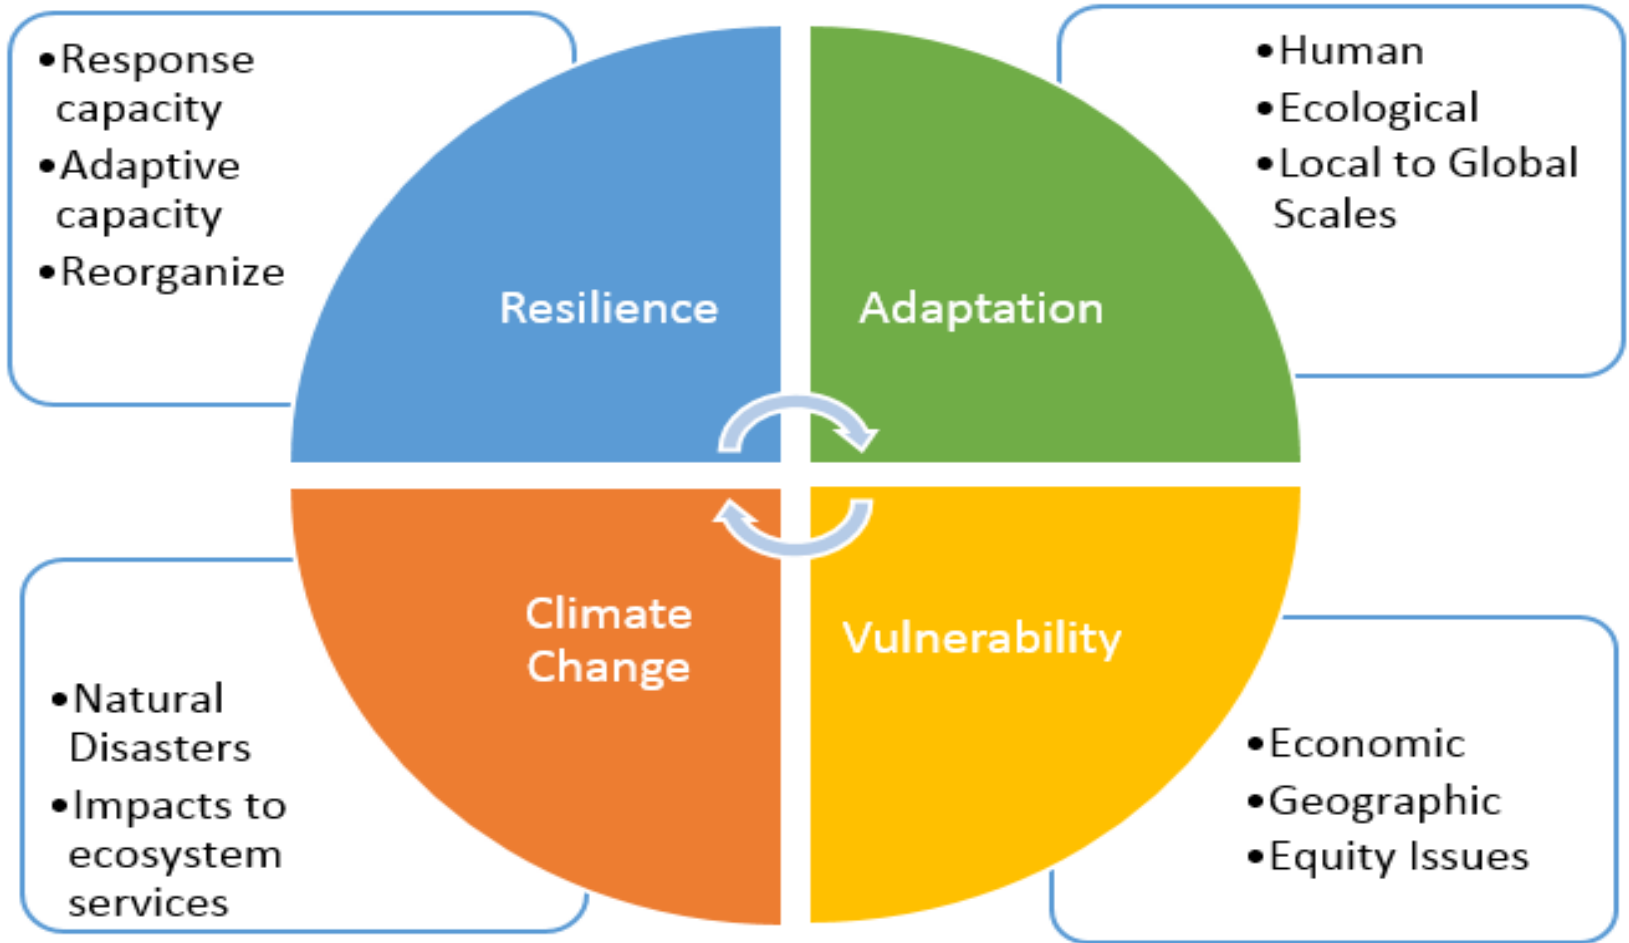 •Response
capacity
•Adaptive
capacity
•Reorganize
Resilience
•Human
•Ecological
•Local to Global
Scales
Adaptation
•Natural
Disasters
•Impacts to
ecosystem
services
Climate
Change
Vulnerability
•Economic
•Geographic
•Equity Issues